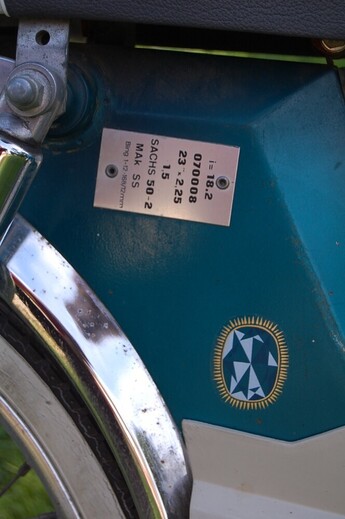 i= 18.2
070008
23 x 2.25
1.5
SACHS 50-2
MAK SS